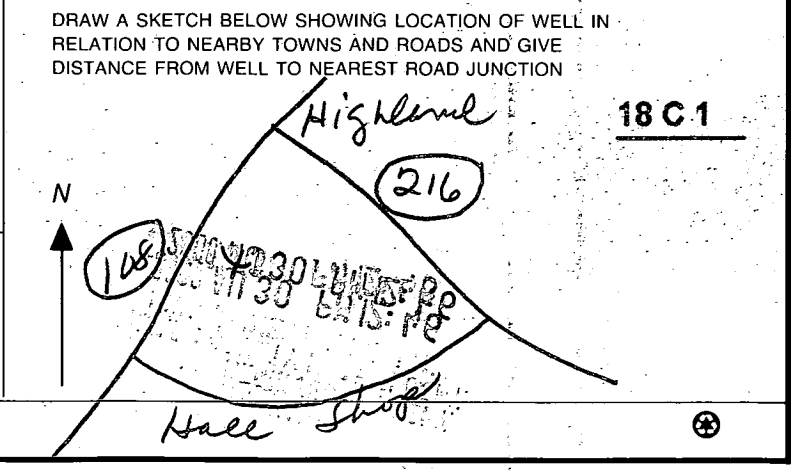 DRAW A SKETCH BELOW SHOWING LOCATION OF WELL IN
RELATION TO NEARBY TOWNS AND ROADS AND GIVE
DISTANCE FROM WELL TO NEAREST ROAD JUNCTION
Highland
18 C 1
216
N
108
Hall Shop